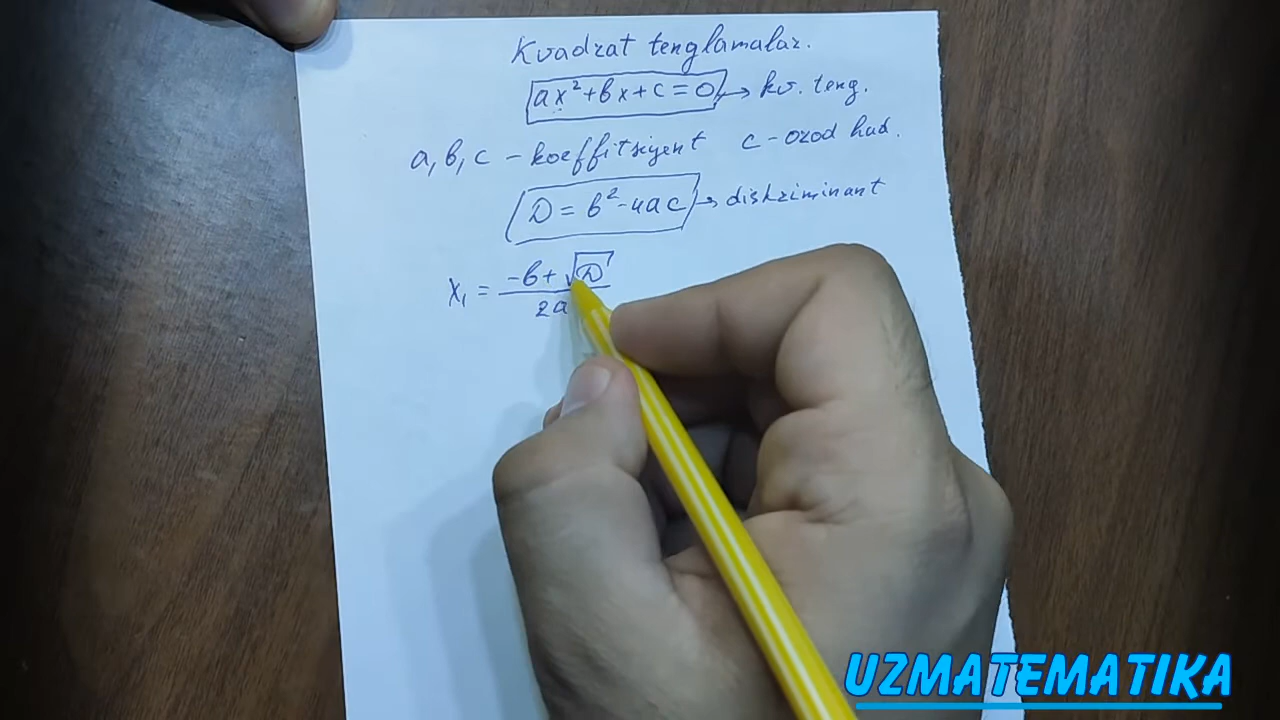 Kvadrat tenglamalar.
ax²+bx+c=0 → kv. teng.
a, b, c – koeffitsiyent c – ozod had.
D = b²-4ac → diskriminant
x₁ = (-b+√D)/2a
UZMATEMATIKA